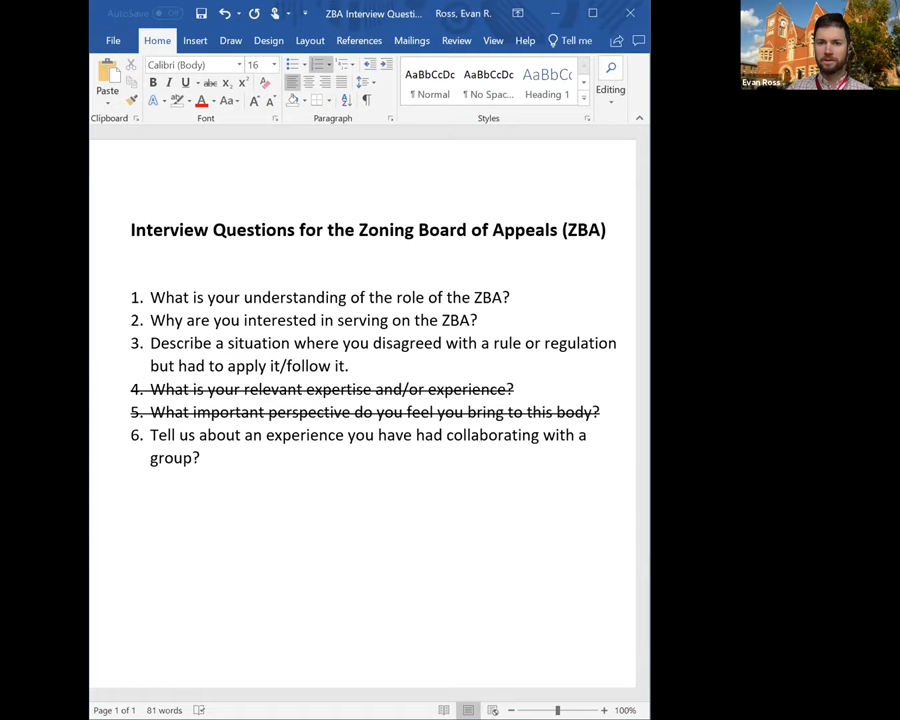 AutoSave Off ZBA Interview Questi... Ross, Evan R.
File Home Insert Draw Design Layout References Mailings Review View Help Tell me
Calibri (Body) 16
Paste
B I U abc X₂ X²
A A Aa A A
AaBbCcDc AaBbCcDc AaBbCc
¶ Normal ¶ No Spac... Heading 1
Editing
Clipboard Font Paragraph Styles
Evan Ross
Interview Questions for the Zoning Board of Appeals (ZBA)
1. What is your understanding of the role of the ZBA?
2. Why are you interested in serving on the ZBA?
3. Describe a situation where you disagreed with a rule or regulation
but had to apply it/follow it.
4. What is your relevant expertise and/or experience?
5. What important perspective do you feel you bring to this body?
6. Tell us about an experience you have had collaborating with a
group?
Page 1 of 1 81 words 100%